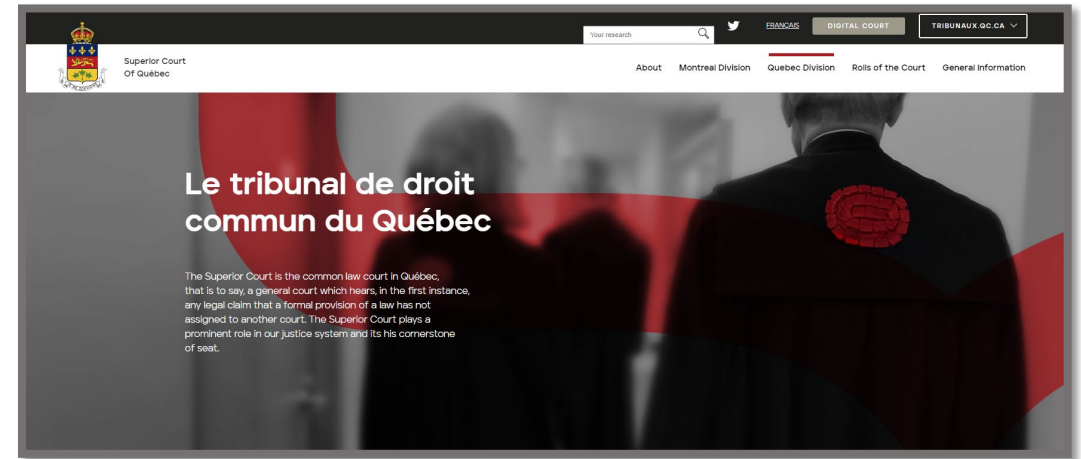 Your research
FRANÇAIS
DIGITAL COURT
TRIBUNAUX.QC.CA
Superior Court
Of Québec
About
Montreal Division
Quebec Division
Rolls of the Court
General Information
Le tribunal de droit
commun du Québec
The Superior Court is the common law court in Québec,
that is to say, a general court which hears, in the first instance,
any legal claim that a formal provision of a law has not
assigned to another court. The Superior Court plays a
prominent role in our justice system and its his cornerstone
of seat.